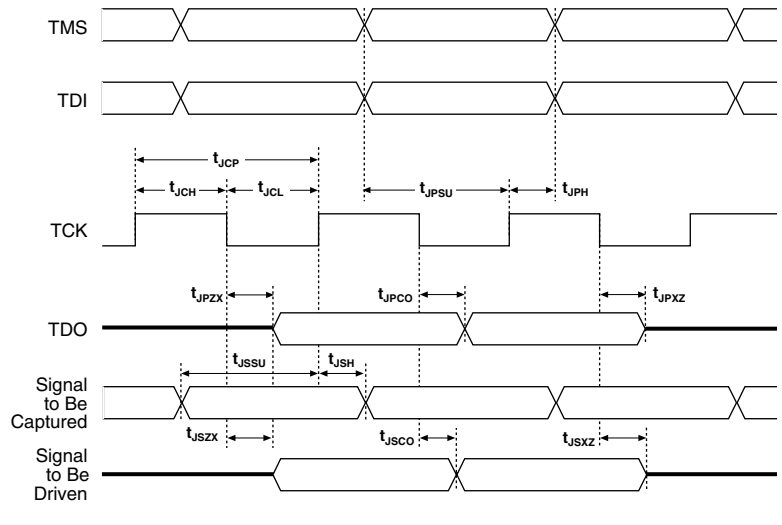 TMS
TDI
tJCP
tJCH
tJCL
tJPSU
tJPH
TCK
tJPZX
tJPCO
tJPXZ
TDO
tJSSU
tJSH
Signal
to Be
Captured
tJSZX
tJSCO
tJSXZ
Signal
to Be
Driven